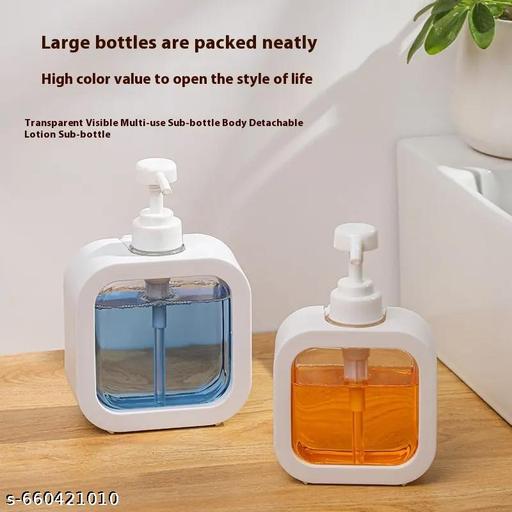 Large bottles are packed neatly
High color value to open the style of life
Transparent Visible Multi-use Sub-bottle Body Detachable
Lotion Sub-bottle
s-660421010